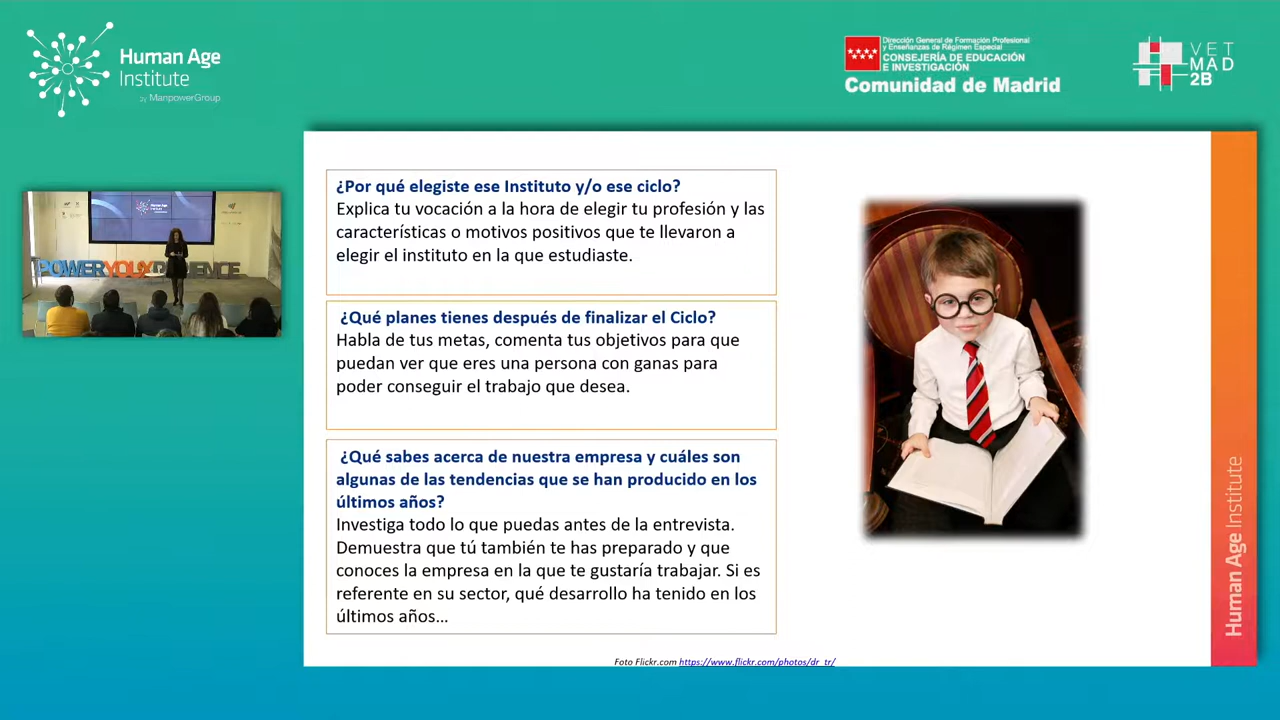 Human Age
Institute
by ManpowerGroup
Dirección General de Formación Profesional
y Enseñanzas de Régimen Especial
CONSEJERÍA DE EDUCACIÓN
E INVESTIGACIÓN
Comunidad de Madrid
VET
MAD
2B
Human Age
Institute
¿Por qué elegiste ese Instituto y/o ese ciclo?
Explica tu vocación a la hora de elegir tu profesión y las
características o motivos positivos que te llevaron a
elegir el instituto en la que estudiaste.
¿Qué planes tienes después de finalizar el Ciclo?
Habla de tus metas, comenta tus objetivos para que
puedan ver que eres una persona con ganas para
poder conseguir el trabajo que desea.
¿Qué sabes acerca de nuestra empresa y cuáles son
algunas de las tendencias que se han producido en los
últimos años?
Investiga todo lo que puedas antes de la entrevista.
Demuestra que tú también te has preparado y que
conoces la empresa en la que te gustaría trabajar. Si es
referente en su sector, qué desarrollo ha tenido en los
últimos años...
Foto Flickr.com https://www.flickr.com/photos/dr_tr/
Human Age Institute